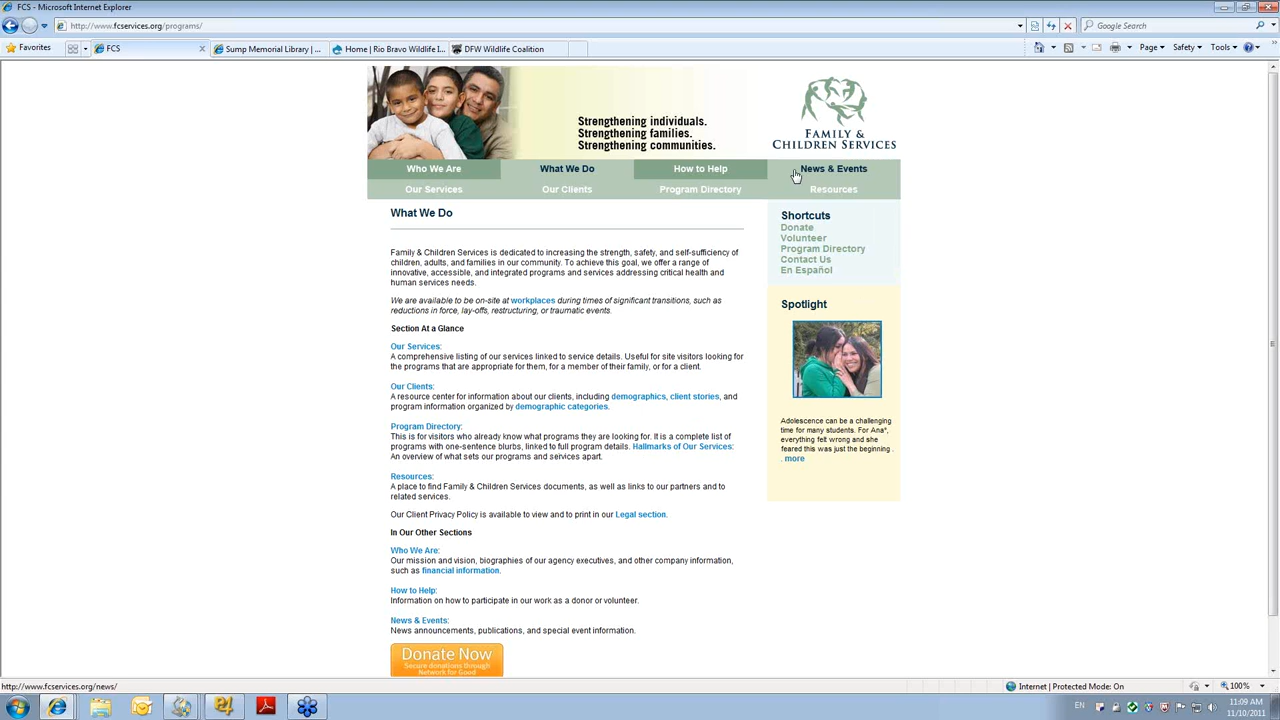 FCS - Microsoft Internet Explorer
http://www.fcservices.org/programs/
Google Search
Favorites
FCS
Sump Memorial Library | ...
Home | Rio Bravo Wildlife I...
DFW Wildlife Coalition
Page
Safety
Tools
Strengthening individuals.
Strengthening families.
Strengthening communities.
FAMILY &
CHILDREN SERVICES
Who We Are
What We Do
How to Help
News & Events
Our Services
Our Clients
Program Directory
Resources
What We Do
Family & Children Services is dedicated to increasing the strength, safety, and self-sufficiency of
children, adults, and families in our community. To achieve this goal, we offer a range of
innovative, accessible, and integrated programs and services addressing critical health and
human services needs.
We are available to be on-site at workplaces during times of significant transitions, such as
reductions in force, lay-offs, restructuring, or traumatic events.
Section At a Glance
Our Services:
A comprehensive listing of our services linked to service details. Useful for site visitors looking for
the programs that are appropriate for them, for a member of their family, or for a client.
Our Clients:
A resource center for information about our clients, including demographics, client stories, and
program information organized by demographic categories.
Program Directory:
This is for visitors who already know what programs they are looking for. It is a complete list of
programs with one-sentence blurbs, linked to full program details. Hallmarks of Our Services:
An overview of what sets our programs and services apart.
Resources:
A place to find Family & Children Services documents, as well as links to our partners and to
related services.
Our Client Privacy Policy is available to view and to print in our Legal section.
In Our Other Sections
Who We Are:
Our mission and vision, biographies of our agency executives, and other company information,
such as financial information.
How to Help:
Information on how to participate in our work as a donor or volunteer.
News & Events:
News announcements, publications, and special event information.
Donate Now
Secure donations through
Network for Good
Shortcuts
Donate
Volunteer
Program Directory
Contact Us
En Español
Spotlight
Adolescence can be a challenging
time for many students. For Ana*,
everything felt wrong and she
feared this was just the beginning .
. more
http://www.fcservices.org/news/
Internet | Protected Mode: On
100%
EN
11:09 AM
11/10/2011